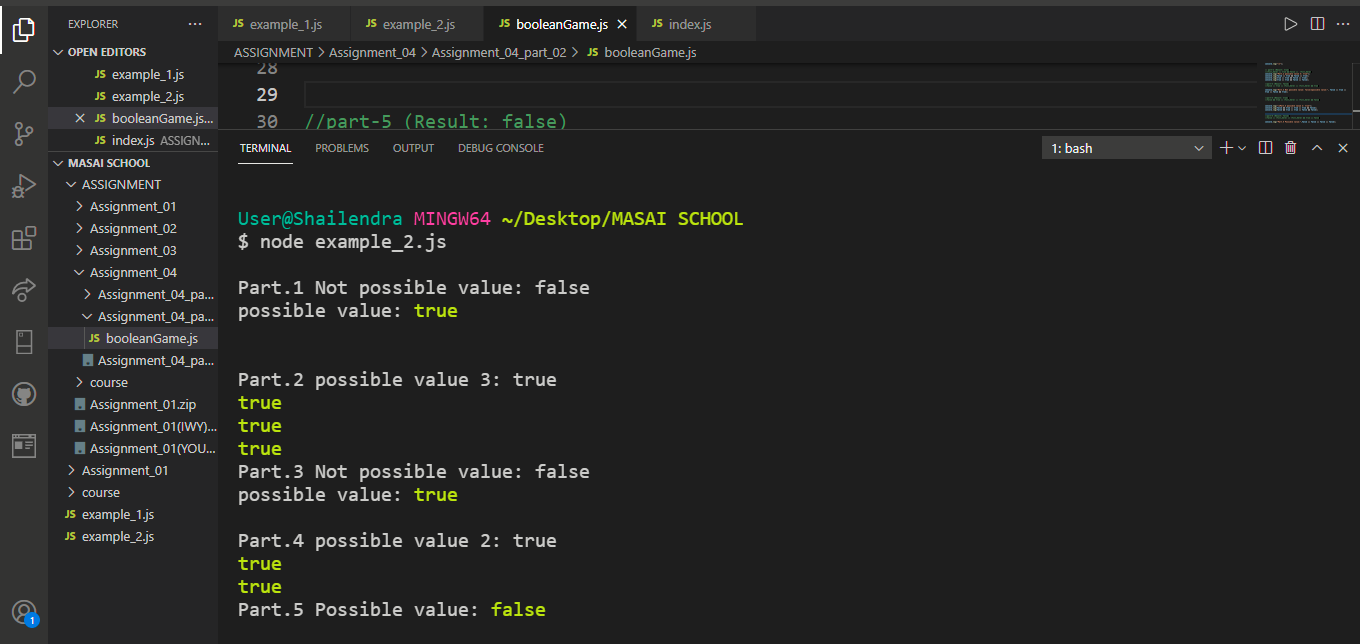 EXPLORER
OPEN EDITORS
JS example_1.js
JS example_2.js
JS booleanGame.js...
JS index.js ASSIGN...
MASAI SCHOOL
ASSIGNMENT
Assignment_01
Assignment_02
Assignment_03
Assignment_04
Assignment_04_pa...
Assignment_04_pa...
JS booleanGame.js
Assignment_04_pa...
course
Assignment_01.zip
Assignment_01(IWY)...
Assignment_01(YOU...
Assignment_01
course
JS example_1.js
JS example_2.js
1
JS example_1.js JS example_2.js JS booleanGame.js JS index.js
ASSIGNMENT > Assignment_04 > Assignment_04_part_02 > JS booleanGame.js
28
29
30 //part-5 (Result: false)
TERMINAL PROBLEMS OUTPUT DEBUG CONSOLE 1: bash
User@Shailendra MINGW64 ~/Desktop/MASAI SCHOOL
$ node example_2.js
Part.1 Not possible value: false
possible value: true
Part.2 possible value 3: true
true
true
true
Part.3 Not possible value: false
possible value: true
Part.4 possible value 2: true
true
true
Part.5 Possible value: false